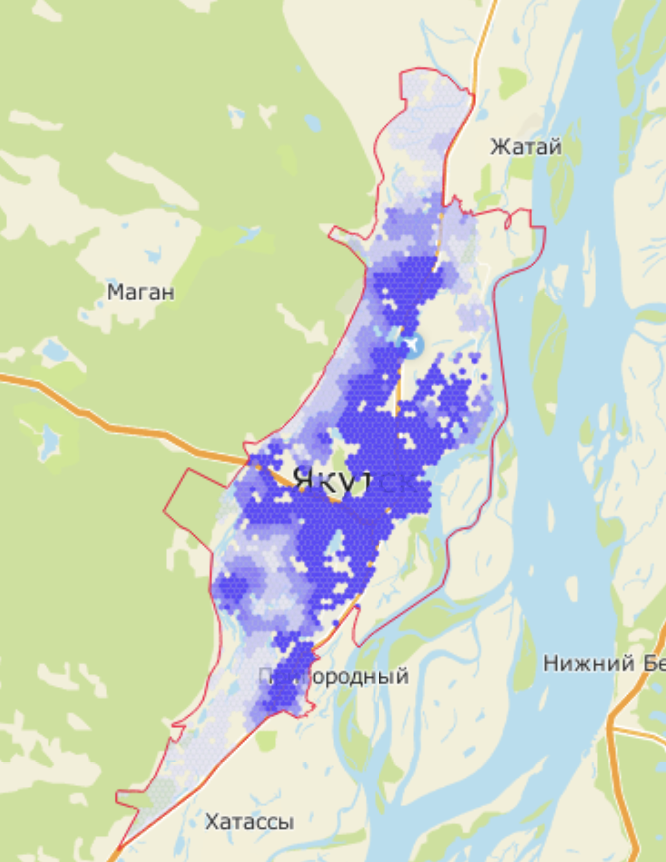 Жатай
Маган
Якутск
Пригородный
Нижний Бе
Хатассы